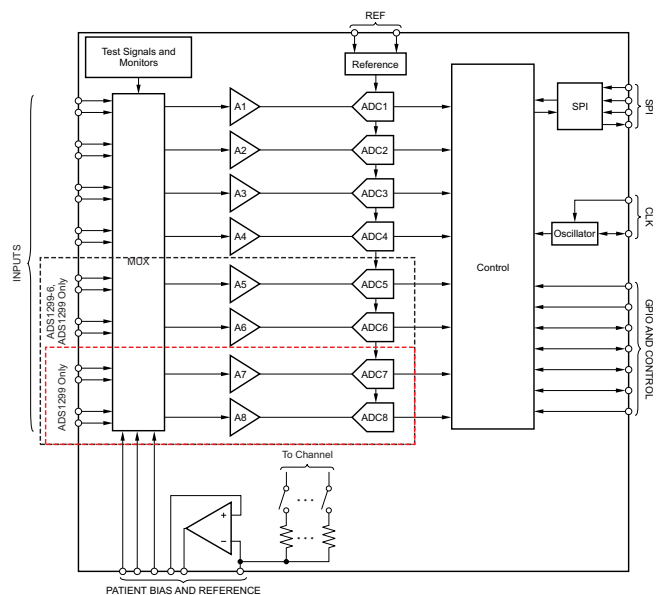 REF
Test Signals and
Monitors
Reference
A1
ADC1
SPI
SPI
A2
ADC2
A3
ADC3
CLK
A4
ADC4
Oscillator
MUX
Control
INPUTS
ADS1299-6,
ADS1299 Only
A5
ADC5
A6
ADC6
GPIO AND CONTROL
ADS1299 Only
A7
ADC7
A8
ADC8
To Channel
+
−
PATIENT BIAS AND REFERENCE